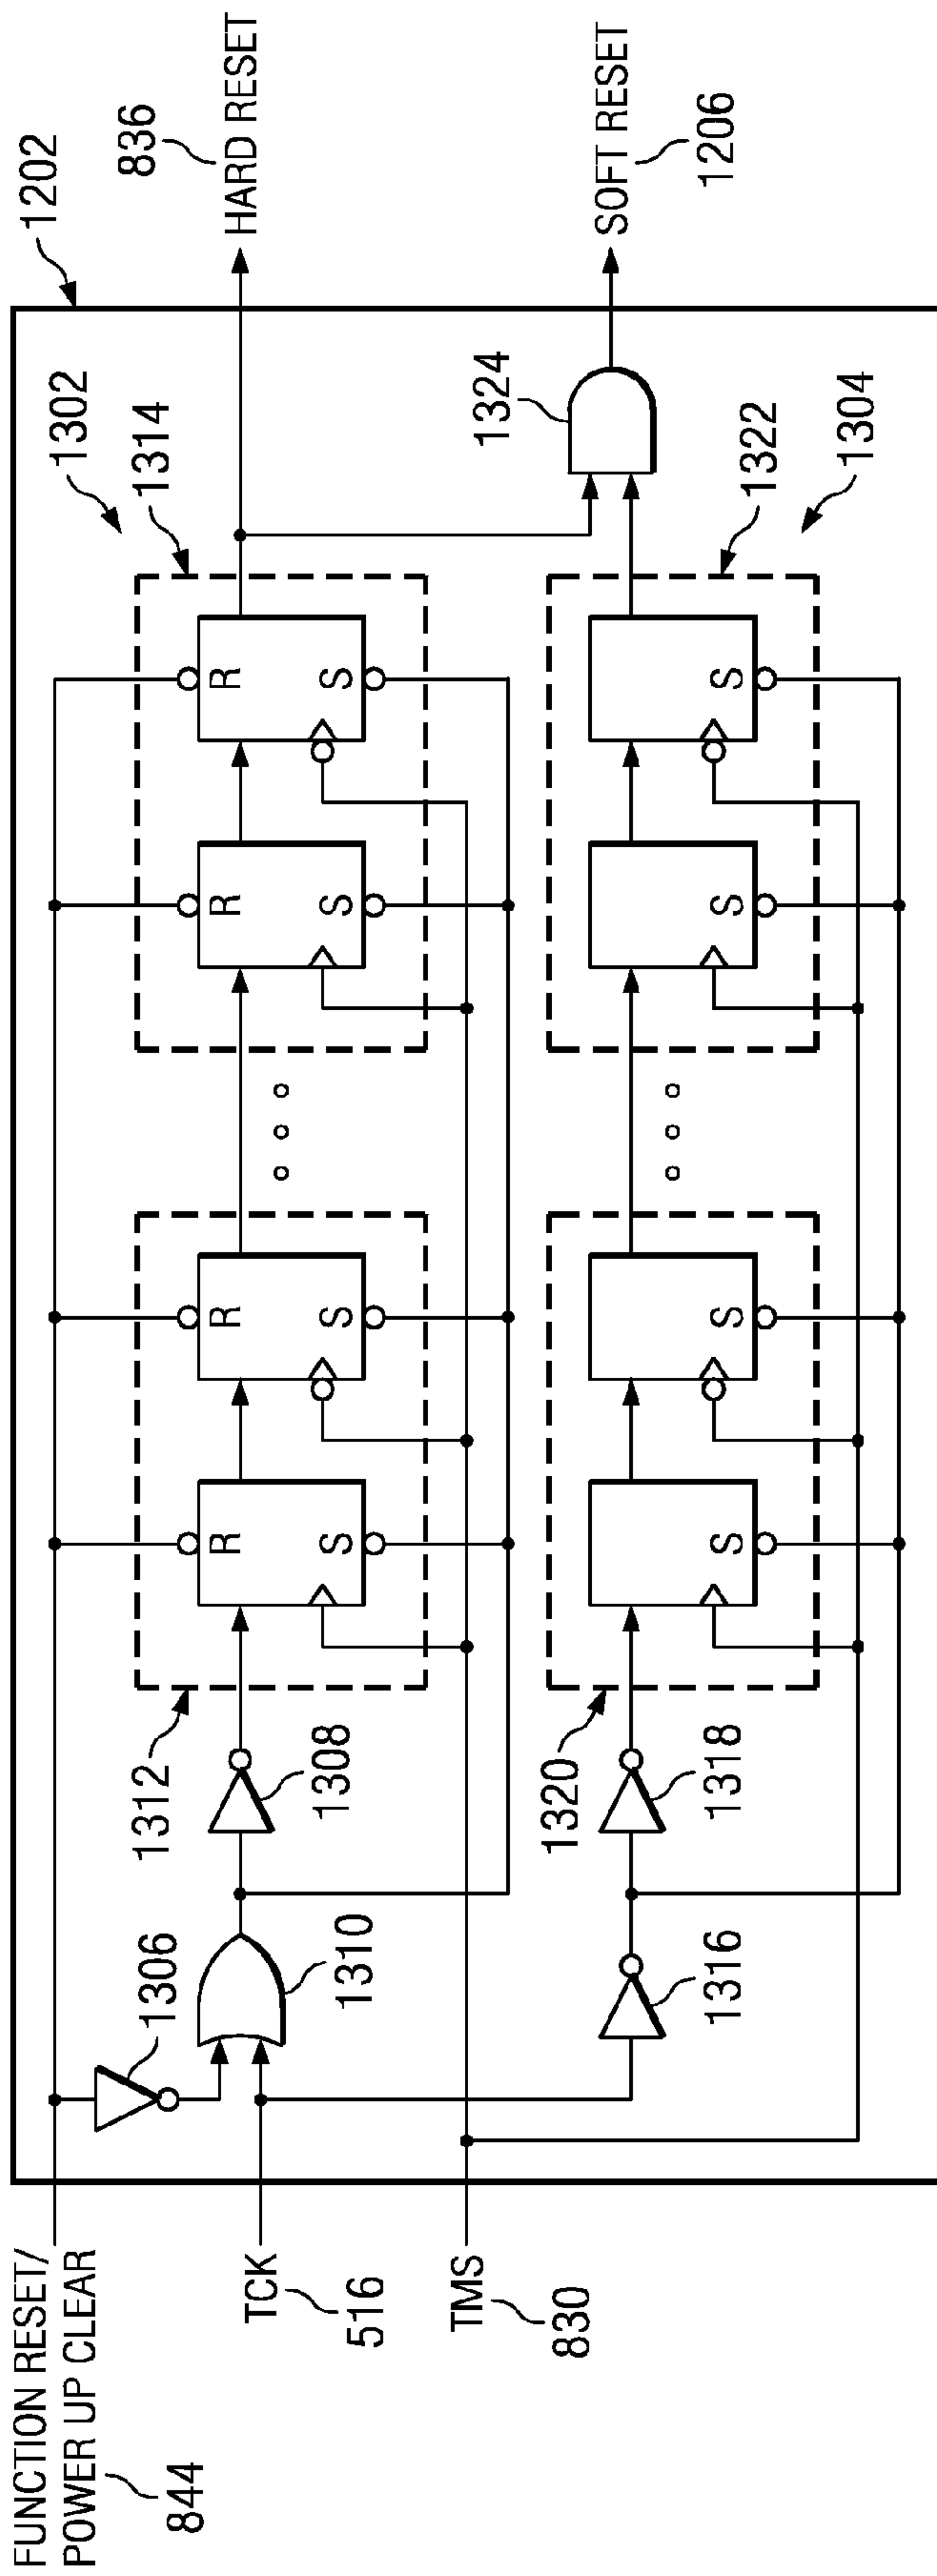 FUNCTION RESET/
POWER UP CLEAR
844
TCK
516
TMS
830
1202
1302
1314
836
HARD RESET
1306
1310
1312
1308
R
S
R
S
R
S
R
S
1324
SOFT RESET
1206
1316
1320
1318
S
S
S
S
1322
1304